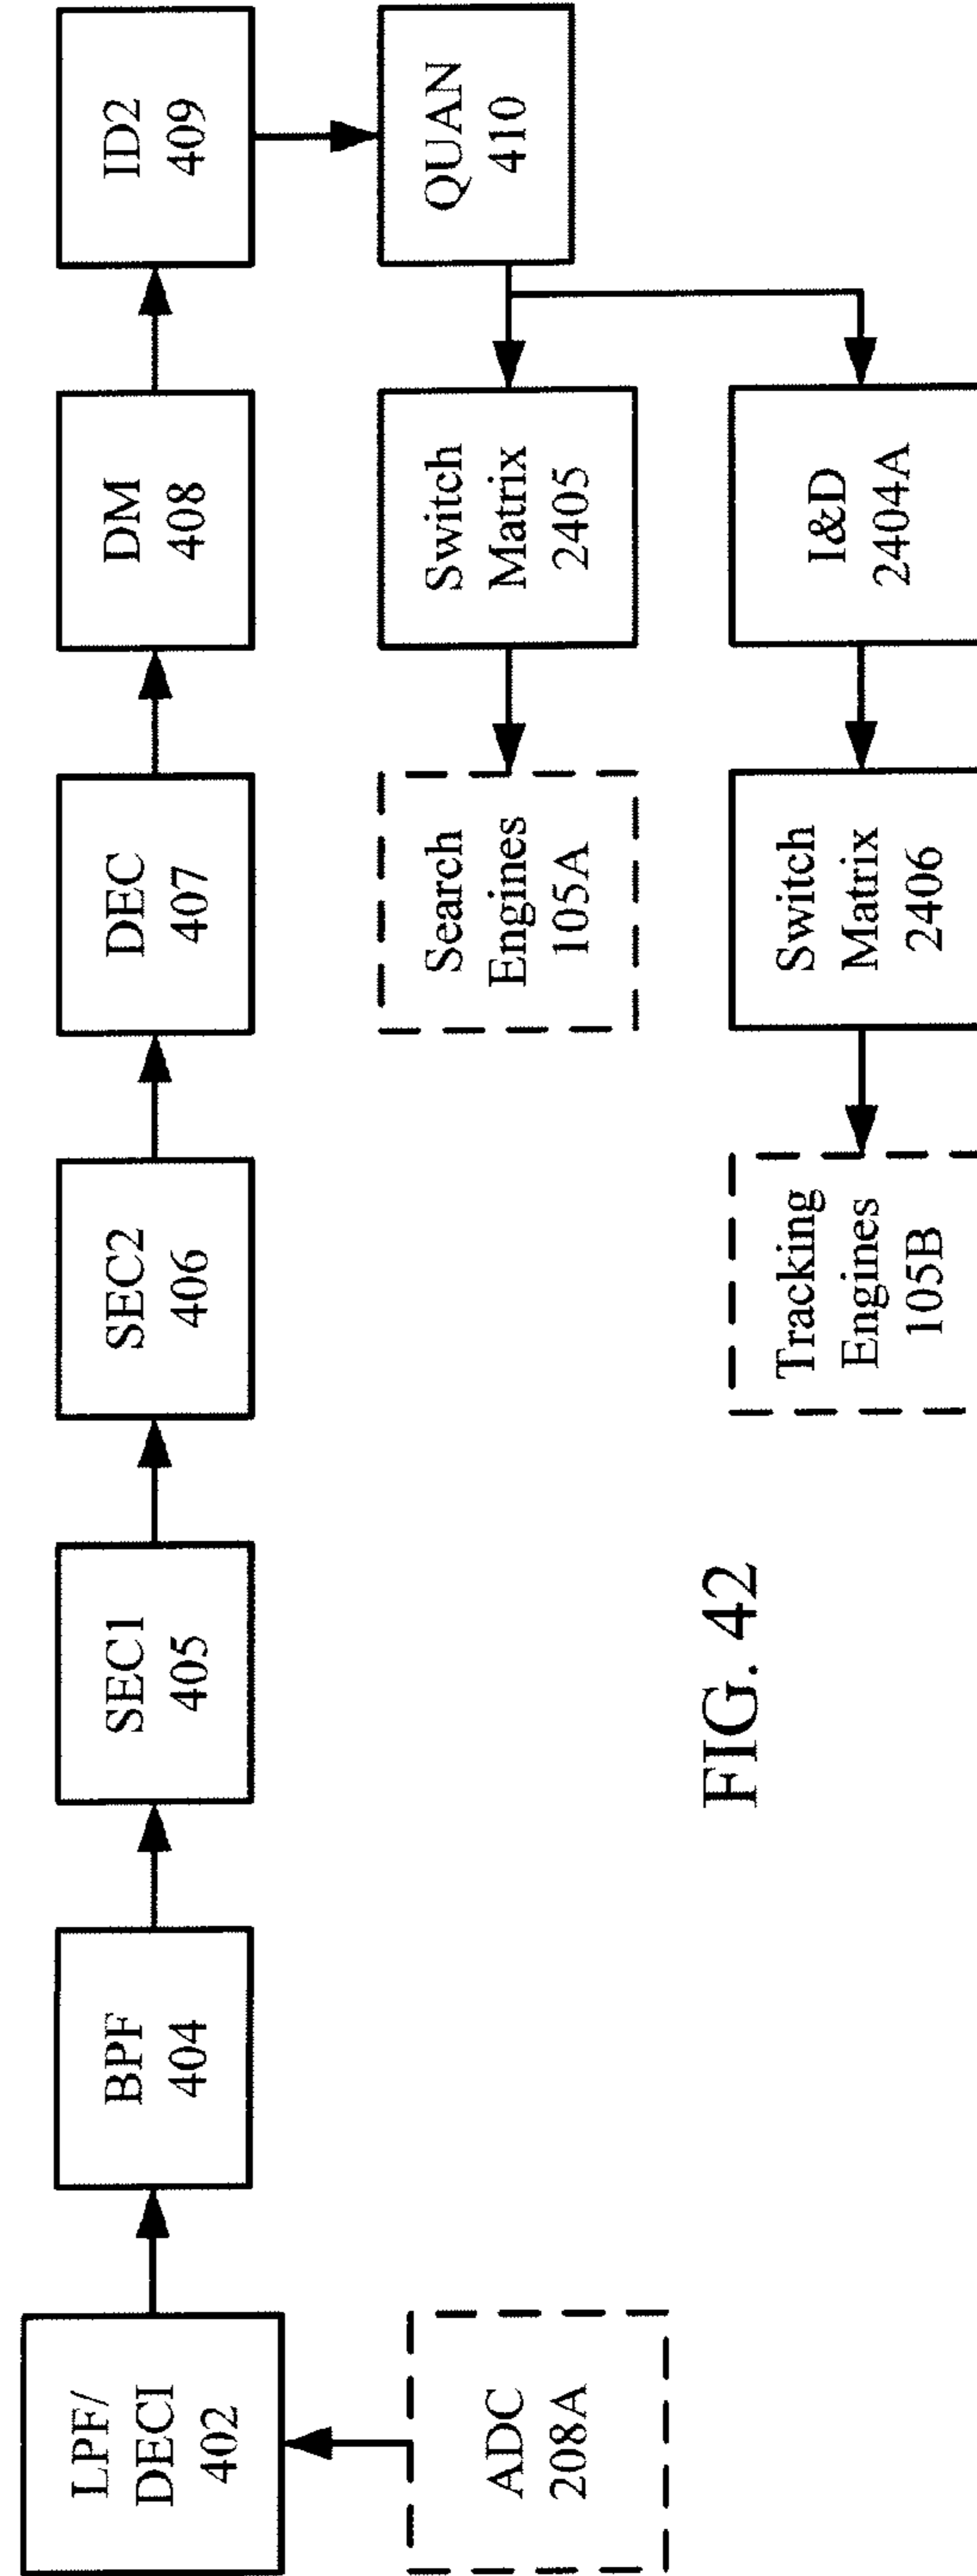 LPF/
DECI
402
BPF
404
SEC1
405
SEC2
406
DEC
407
DM
408
ID2
409
ADC
208A
Search
Engines
105A
Switch
Matrix
2405
QUAN
410
Tracking
Engines
105B
Switch
Matrix
2406
I&D
2404A
FIG. 42